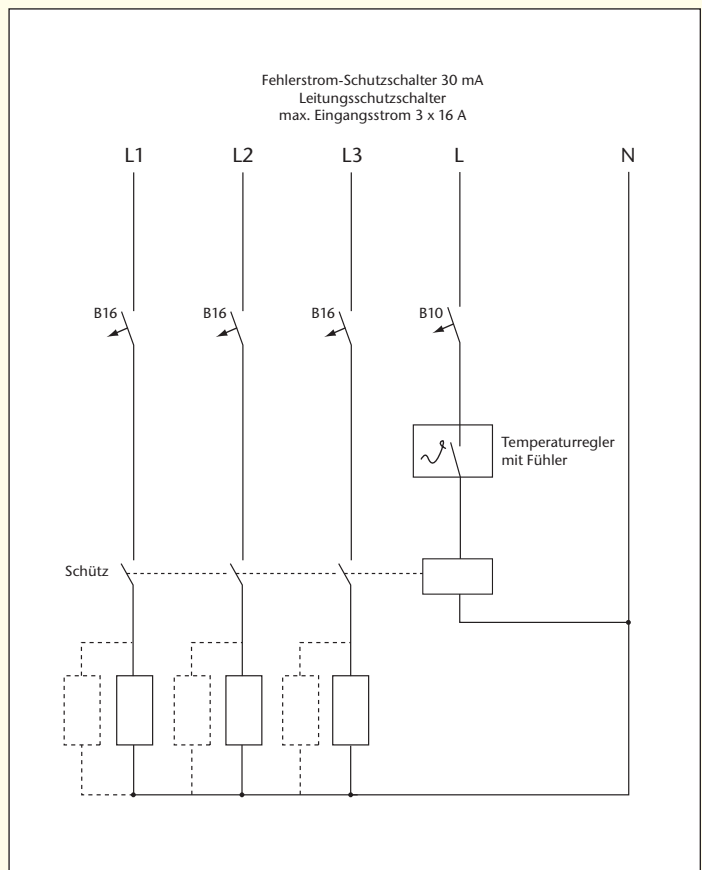 Fehlerstrom-Schutzschalter 30 mA
Leitungsschutzschalter
max. Eingangsstrom 3 x 16 A
L1 L2 L3 L N
B16 B16 B16 B10
Temperaturregler
mit Fühler
Schütz